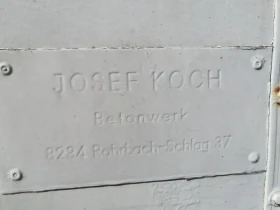 JOSEF KOCH
Betonwerk
8234 Rohrbach-Schlag 37